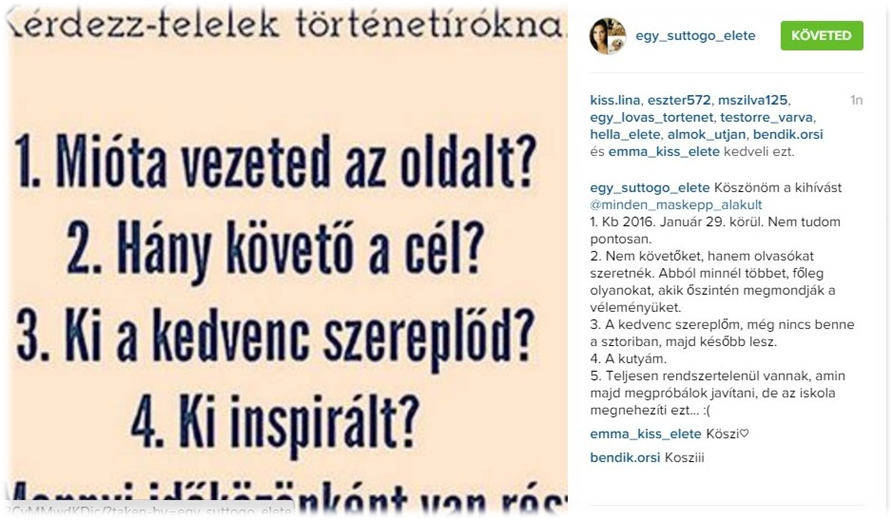 Kérdezz-felelek történetírókna
1. Mióta vezeted az oldalt?
2. Hány követő a cél?
3. Ki a kedvenc szereplőd?
4. Ki inspirált?
időközönként van
egy_suttogo_elete
KÖVETED
kiss.lina, eszter572, mszilva125,
egy_lovas_tortenet, testorre_varva,
hella_elete, almok_utjan, bendik.orsi
és emma_kiss_elete kedveli ezt.
1n
egy_suttogo_elete Köszönöm a kihívást
@minden_maskepp_alakult
1. Kb 2016. Január 29. körül. Nem tudom
pontosan.
2. Nem követőket, hanem olvasókat
szeretnék. Abból minnél többet, főleg
olyanokat, akik őszintén megmondják a
véleményüket.
3. A kedvenc szereplőm, még nincs benne
a sztoriban, majd később lesz.
4. A kutyám.
5. Teljesen rendszertelenül vannak, amin
majd megpróbálok javítani, de az iskola
megnehezíti ezt... :(
emma_kiss_elete Köszi♡
bendik.orsi Kosziii